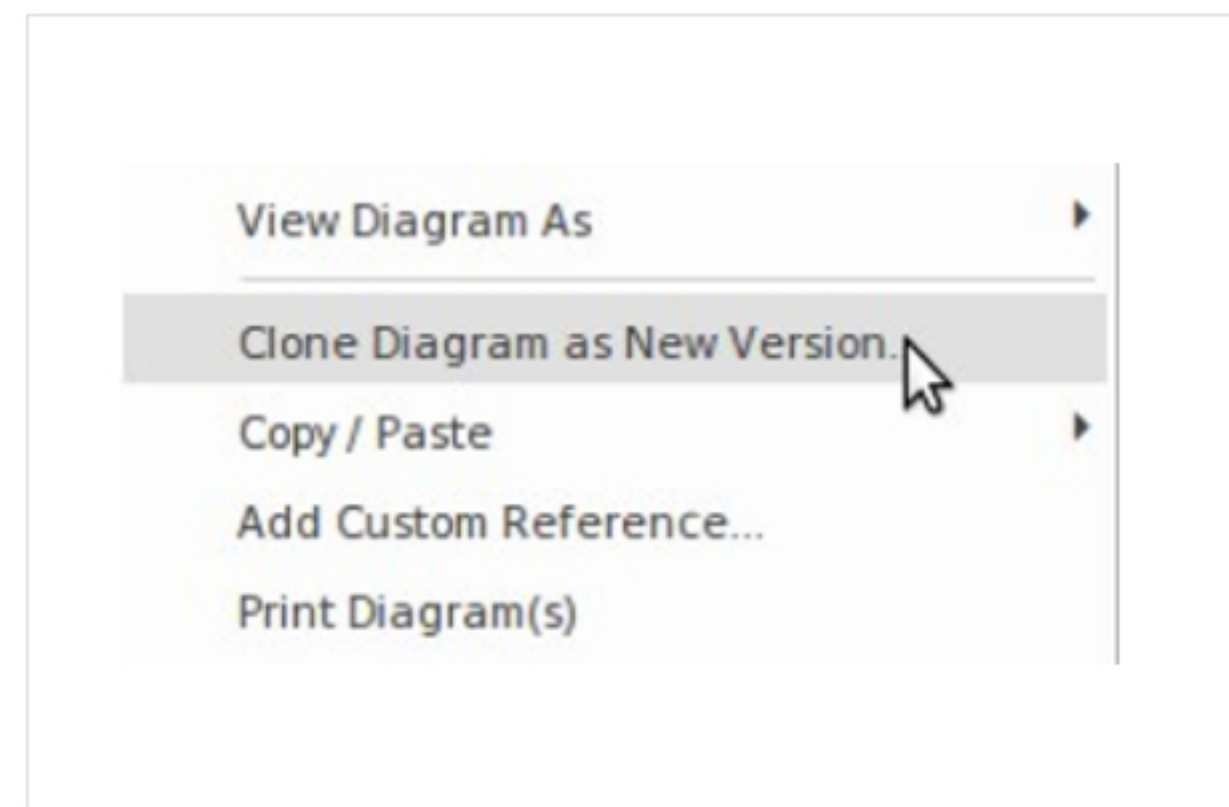 View Diagram As
Clone Diagram as New Version.
Copy / Paste
Add Custom Reference...
Print Diagram(s)